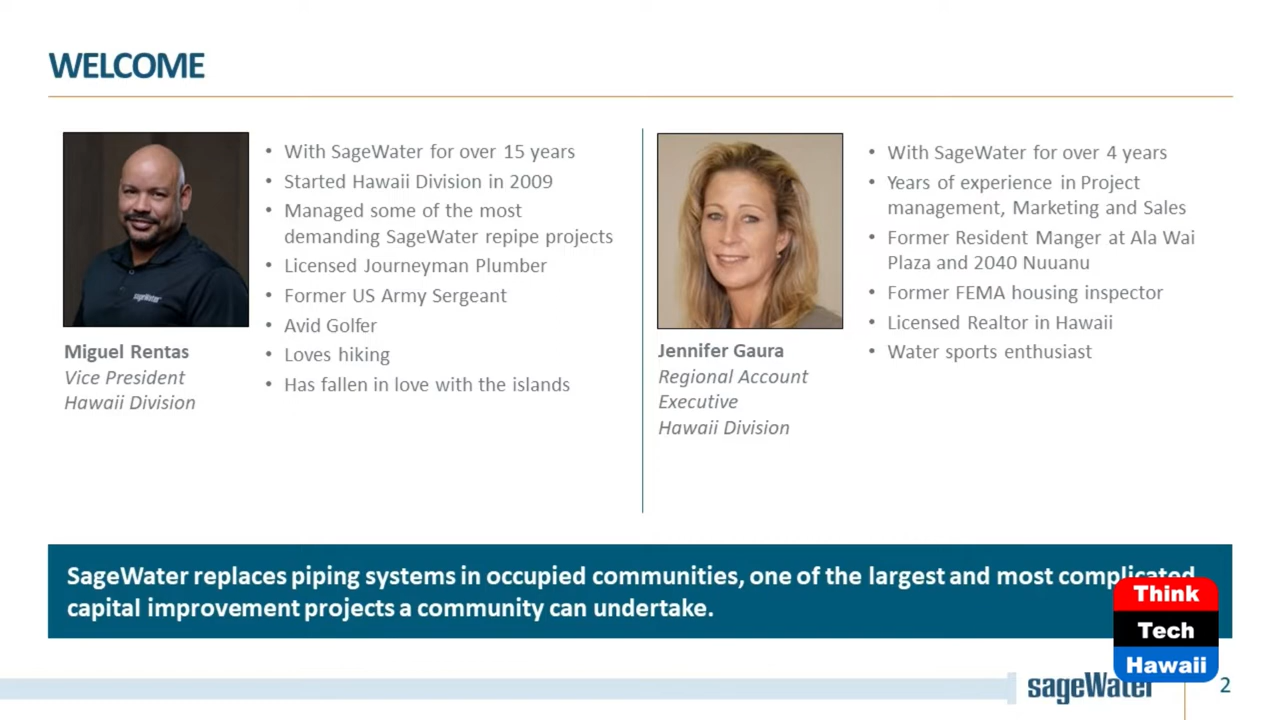 WELCOME
sageWater
Miguel Rentas
Vice President
Hawaii Division
• With SageWater for over 15 years
• Started Hawaii Division in 2009
• Managed some of the most
demanding SageWater repipe projects
• Licensed Journeyman Plumber
• Former US Army Sergeant
• Avid Golfer
• Loves hiking
• Has fallen in love with the islands
Jennifer Gaura
Regional Account
Executive
Hawaii Division
• With SageWater for over 4 years
• Years of experience in Project
management, Marketing and Sales
• Former Resident Manger at Ala Wai
Plaza and 2040 Nuuanu
• Former FEMA housing inspector
• Licensed Realtor in Hawaii
• Water sports enthusiast
SageWater replaces piping systems in occupied communities, one of the largest and most complicated
capital improvement projects a community can undertake.
Think
Tech
Hawaii
sageWater
2